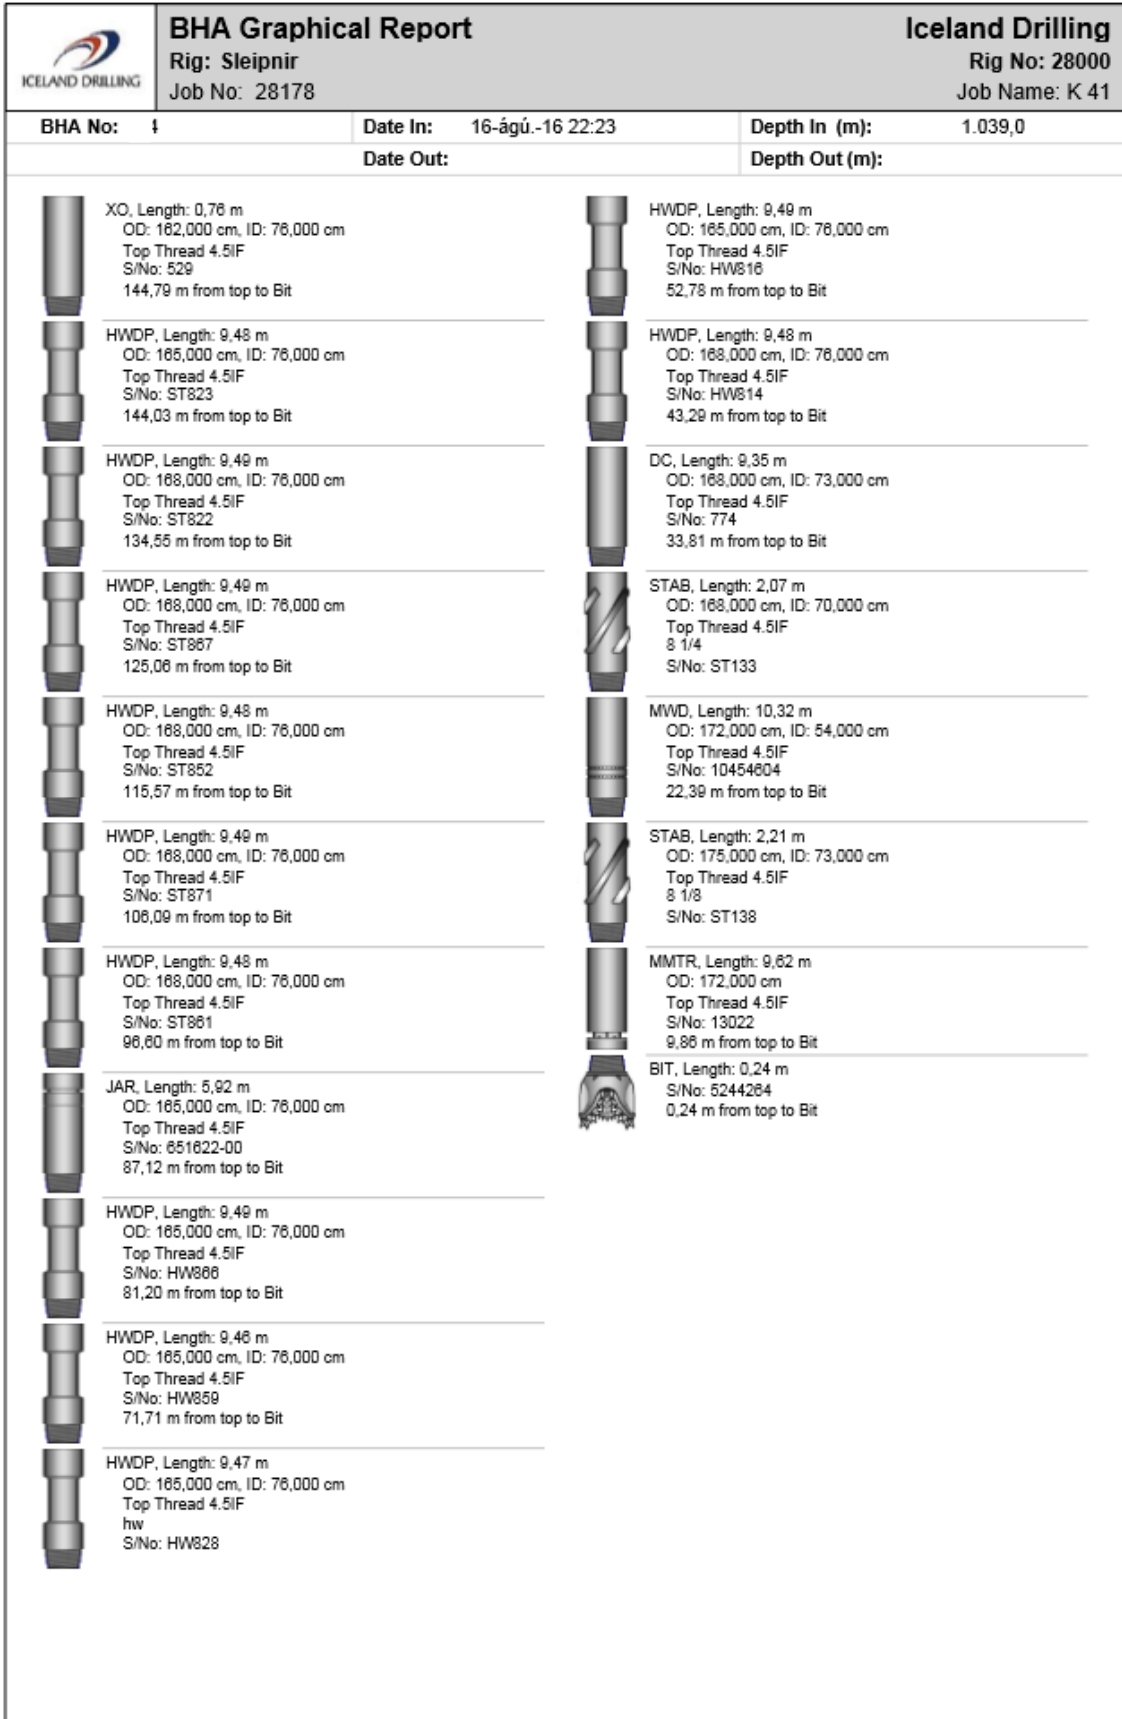 ICELAND DRILLING
BHA Graphical Report
Rig: Sleipnir
Job No: 28178
Iceland Drilling
Rig No: 28000
Job Name: K 41
BHA No: 4 Date In: 16-ágú.-16 22:23 Depth In (m): 1.039,0
Date Out: Depth Out (m):
XO, Length: 0,76 m
OD: 162,000 cm, ID: 76,000 cm
Top Thread 4.5IF
S/No: 529
144,79 m from top to Bit
HWDP, Length: 9,48 m
OD: 165,000 cm, ID: 76,000 cm
Top Thread 4.5IF
S/No: ST823
144,03 m from top to Bit
HWDP, Length: 9,49 m
OD: 168,000 cm, ID: 76,000 cm
Top Thread 4.5IF
S/No: ST822
134,55 m from top to Bit
HWDP, Length: 9,49 m
OD: 168,000 cm, ID: 76,000 cm
Top Thread 4.5IF
S/No: ST867
125,06 m from top to Bit
HWDP, Length: 9,48 m
OD: 168,000 cm, ID: 76,000 cm
Top Thread 4.5IF
S/No: ST852
115,57 m from top to Bit
HWDP, Length: 9,49 m
OD: 168,000 cm, ID: 76,000 cm
Top Thread 4.5IF
S/No: ST871
106,09 m from top to Bit
HWDP, Length: 9,48 m
OD: 168,000 cm, ID: 76,000 cm
Top Thread 4.5IF
S/No: ST861
96,60 m from top to Bit
JAR, Length: 5,92 m
OD: 165,000 cm, ID: 76,000 cm
Top Thread 4.5IF
S/No: 651622-00
87,12 m from top to Bit
HWDP, Length: 9,49 m
OD: 165,000 cm, ID: 76,000 cm
Top Thread 4.5IF
S/No: HW866
81,20 m from top to Bit
HWDP, Length: 9,46 m
OD: 165,000 cm, ID: 76,000 cm
Top Thread 4.5IF
S/No: HW859
71,71 m from top to Bit
HWDP, Length: 9,47 m
OD: 165,000 cm, ID: 76,000 cm
Top Thread 4.5IF
hw
S/No: HW828
HWDP, Length: 9,49 m
OD: 165,000 cm, ID: 76,000 cm
Top Thread 4.5IF
S/No: HW816
52,78 m from top to Bit
HWDP, Length: 9,48 m
OD: 168,000 cm, ID: 76,000 cm
Top Thread 4.5IF
S/No: HW814
43,29 m from top to Bit
DC, Length: 9,35 m
OD: 168,000 cm, ID: 73,000 cm
Top Thread 4.5IF
S/No: 774
33,81 m from top to Bit
STAB, Length: 2,07 m
OD: 168,000 cm, ID: 70,000 cm
Top Thread 4.5IF
8 1/4
S/No: ST133
MWD, Length: 10,32 m
OD: 172,000 cm, ID: 54,000 cm
Top Thread 4.5IF
S/No: 10454604
22,39 m from top to Bit
STAB, Length: 2,21 m
OD: 175,000 cm, ID: 73,000 cm
Top Thread 4.5IF
8 1/8
S/No: ST138
MMTR, Length: 9,62 m
OD: 172,000 cm
Top Thread 4.5IF
S/No: 13022
9,86 m from top to Bit
BIT, Length: 0,24 m
S/No: 5244264
0,24 m from top to Bit